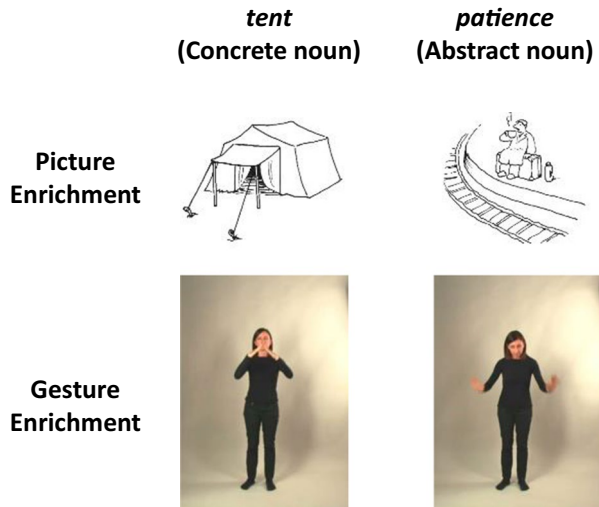 tent
(Concrete noun)
patience
(Abstract noun)
Picture
Enrichment
Gesture
Enrichment